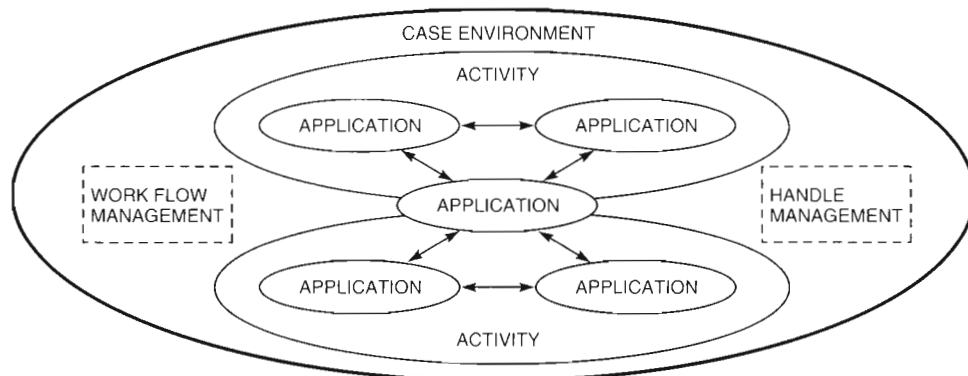 CASE ENVIRONMENT
ACTIVITY
APPLICATION
APPLICATION
WORK FLOW
MANAGEMENT
APPLICATION
HANDLE
MANAGEMENT
APPLICATION
APPLICATION
ACTIVITY